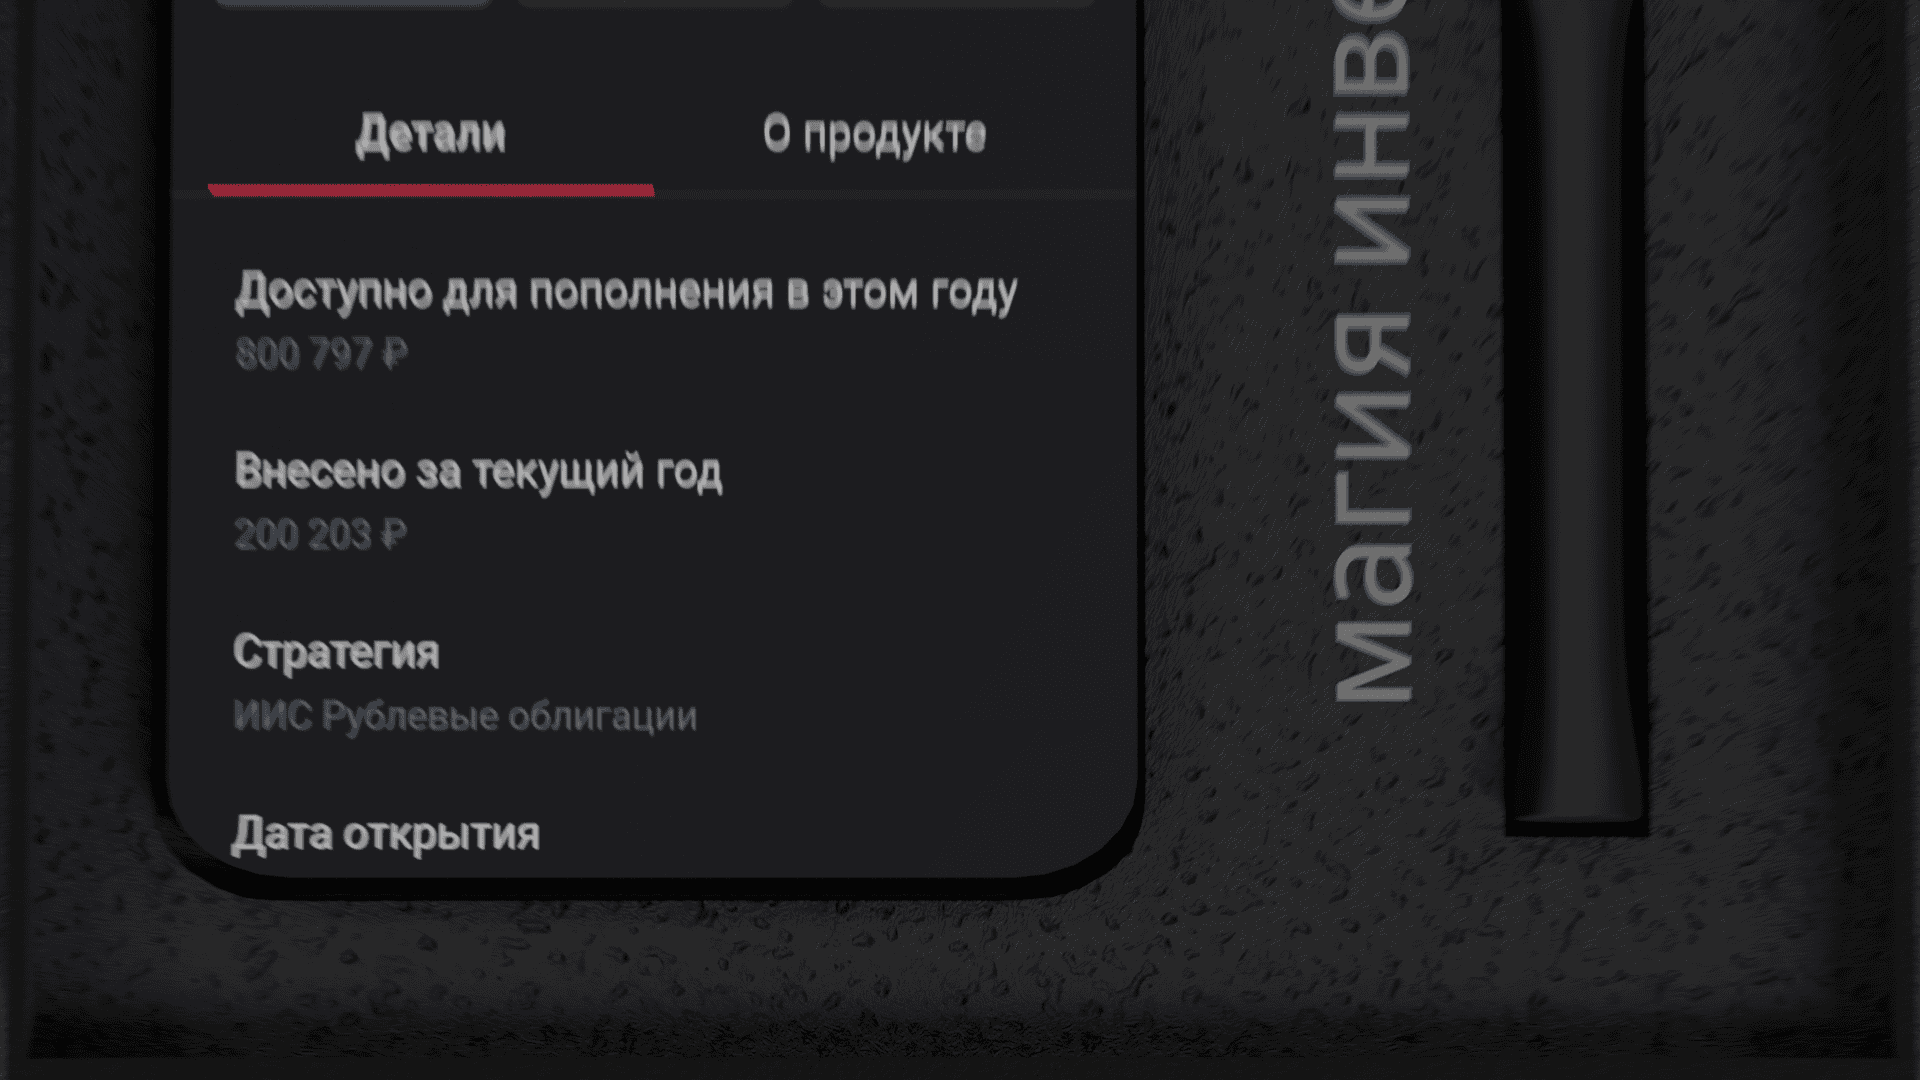 Детали
О продукте
Доступно для пополнения в этом году
800 797 ₽
Внесено за текущий год
200 203 ₽
Стратегия
ИИС Рублевые облигации
Дата открытия
магия инве